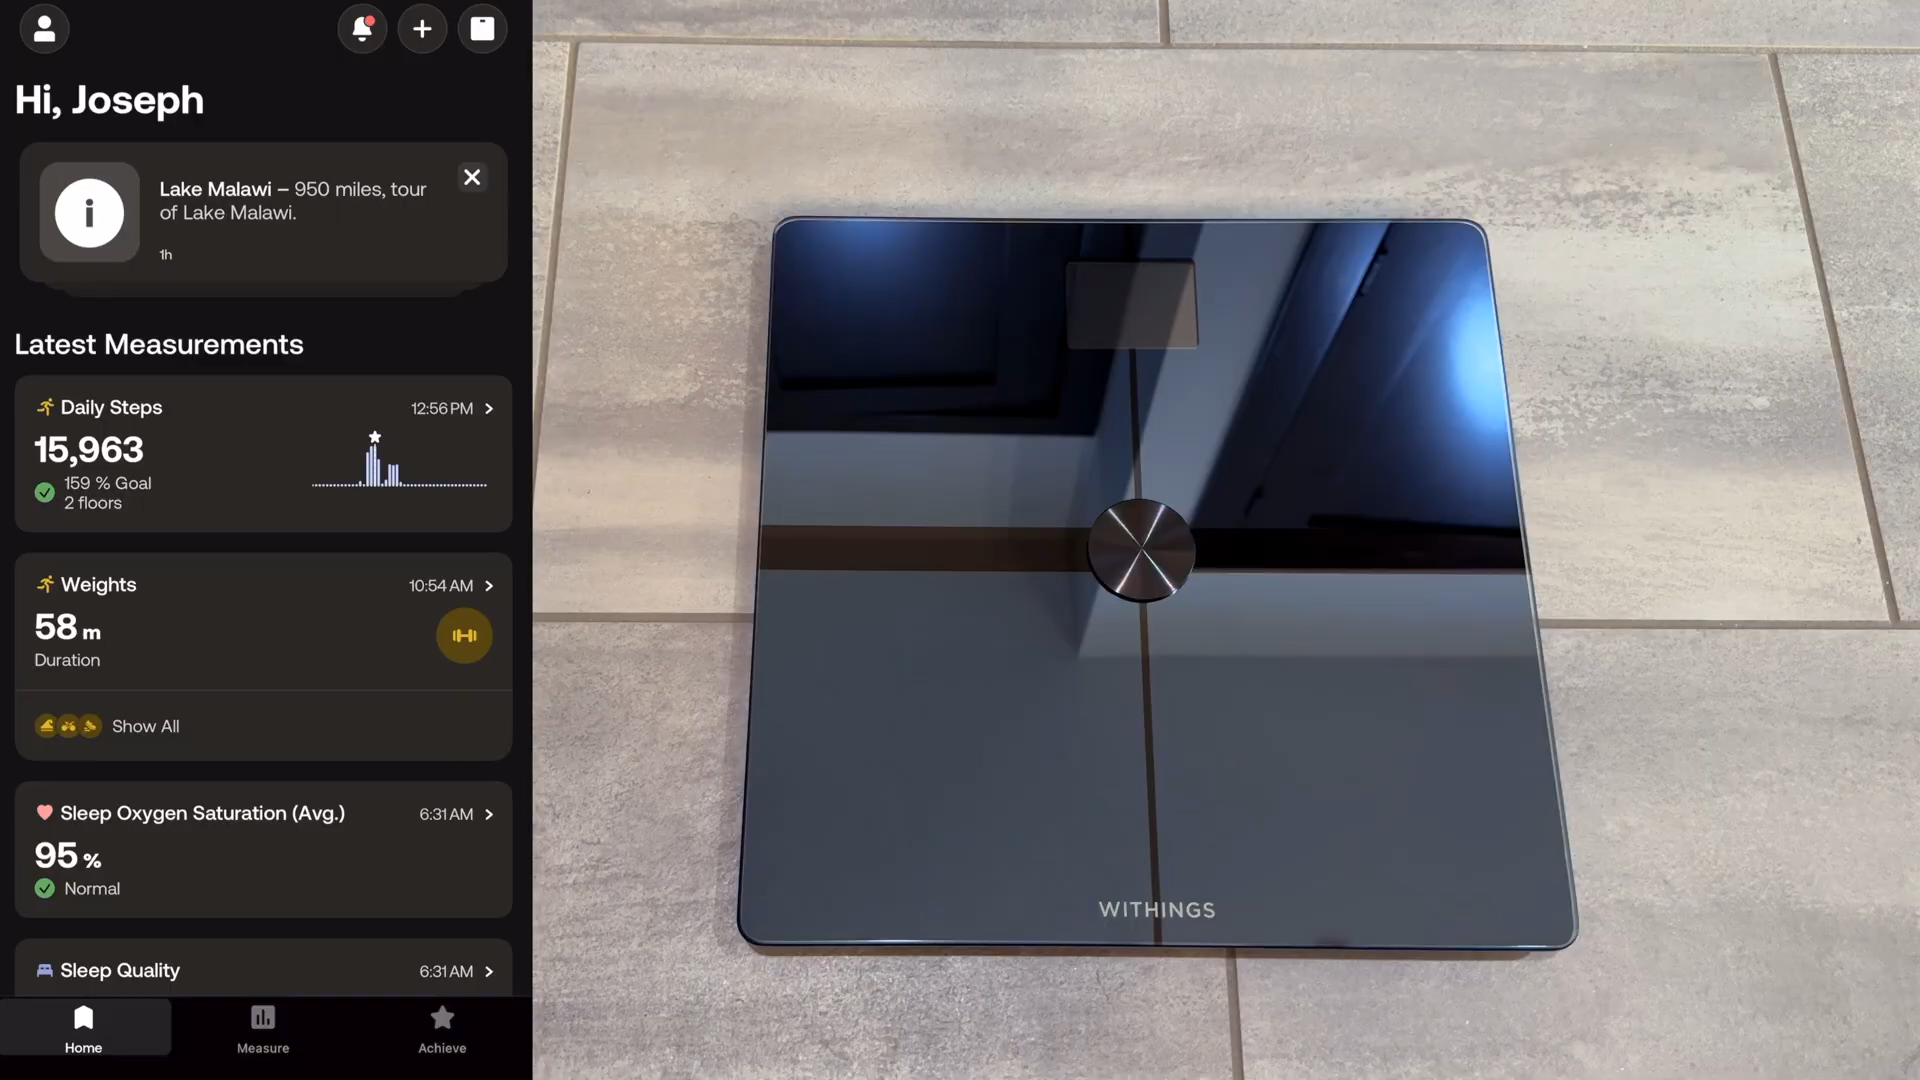 Hi, Joseph
Lake Malawi – 950 miles, tour
of Lake Malawi.
1h
Latest Measurements
Daily Steps
12:56 PM
15,963
159 % Goal
2 floors
Weights
10:54 AM
58 m
Duration
Show All
Sleep Oxygen Saturation (Avg.)
6:31 AM
95 %
Normal
Sleep Quality
6:31 AM
Home
Measure
Achieve
WITHINGS